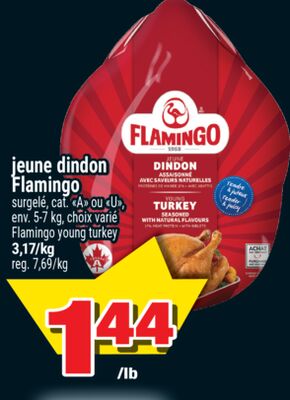 jeune dindon
Flamingo
surgelé, cat. «A» ou «U»,
env. 5-7 kg, choix varié
Flamingo young turkey
3,17/kg
reg. 7,69/kg
1 44
/lb
FLAMINGO
JEUNE
DINDON
ASSAISONNÉ
AVEC SAVEURS NATURELLES
YOUNG
TURKEY
SEASONED
WITH NATURAL FLAVOURS
Tendre
& juteux
Tender
& juicy
A